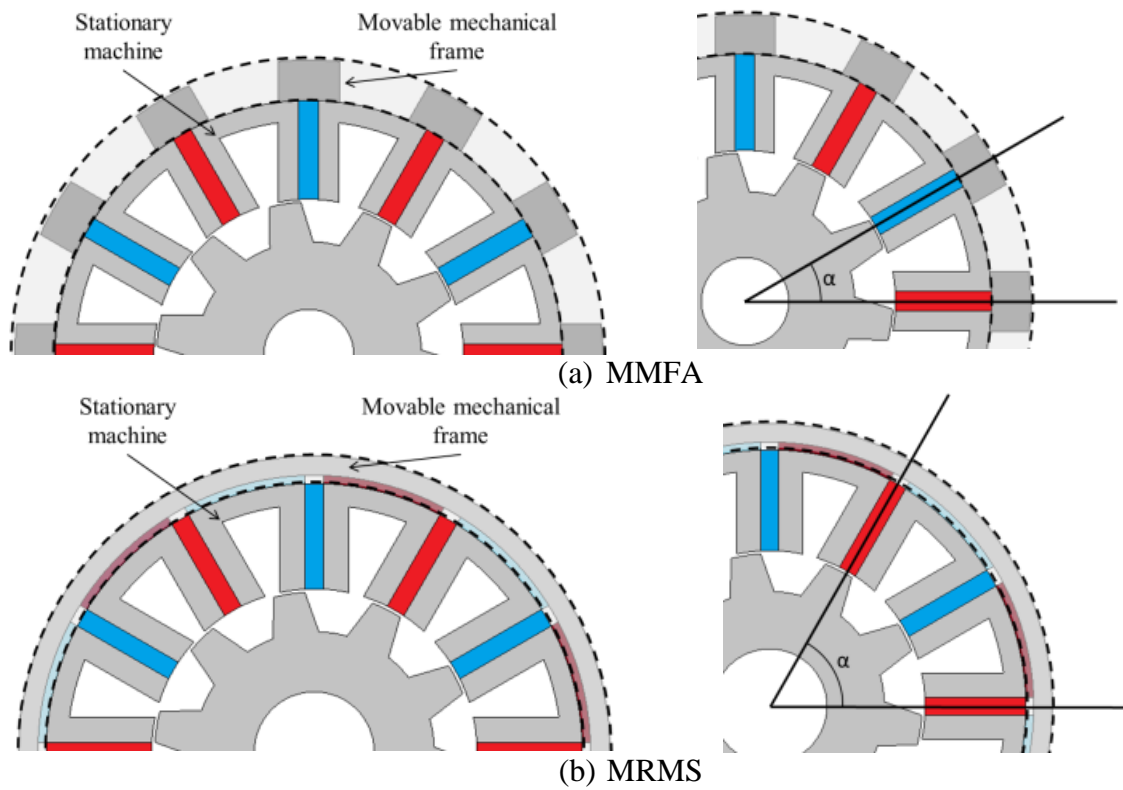 Stationary
machine
Movable mechanical
frame
α
(a) MMFA
Stationary
machine
Movable mechanical
frame
α
(b) MRMS